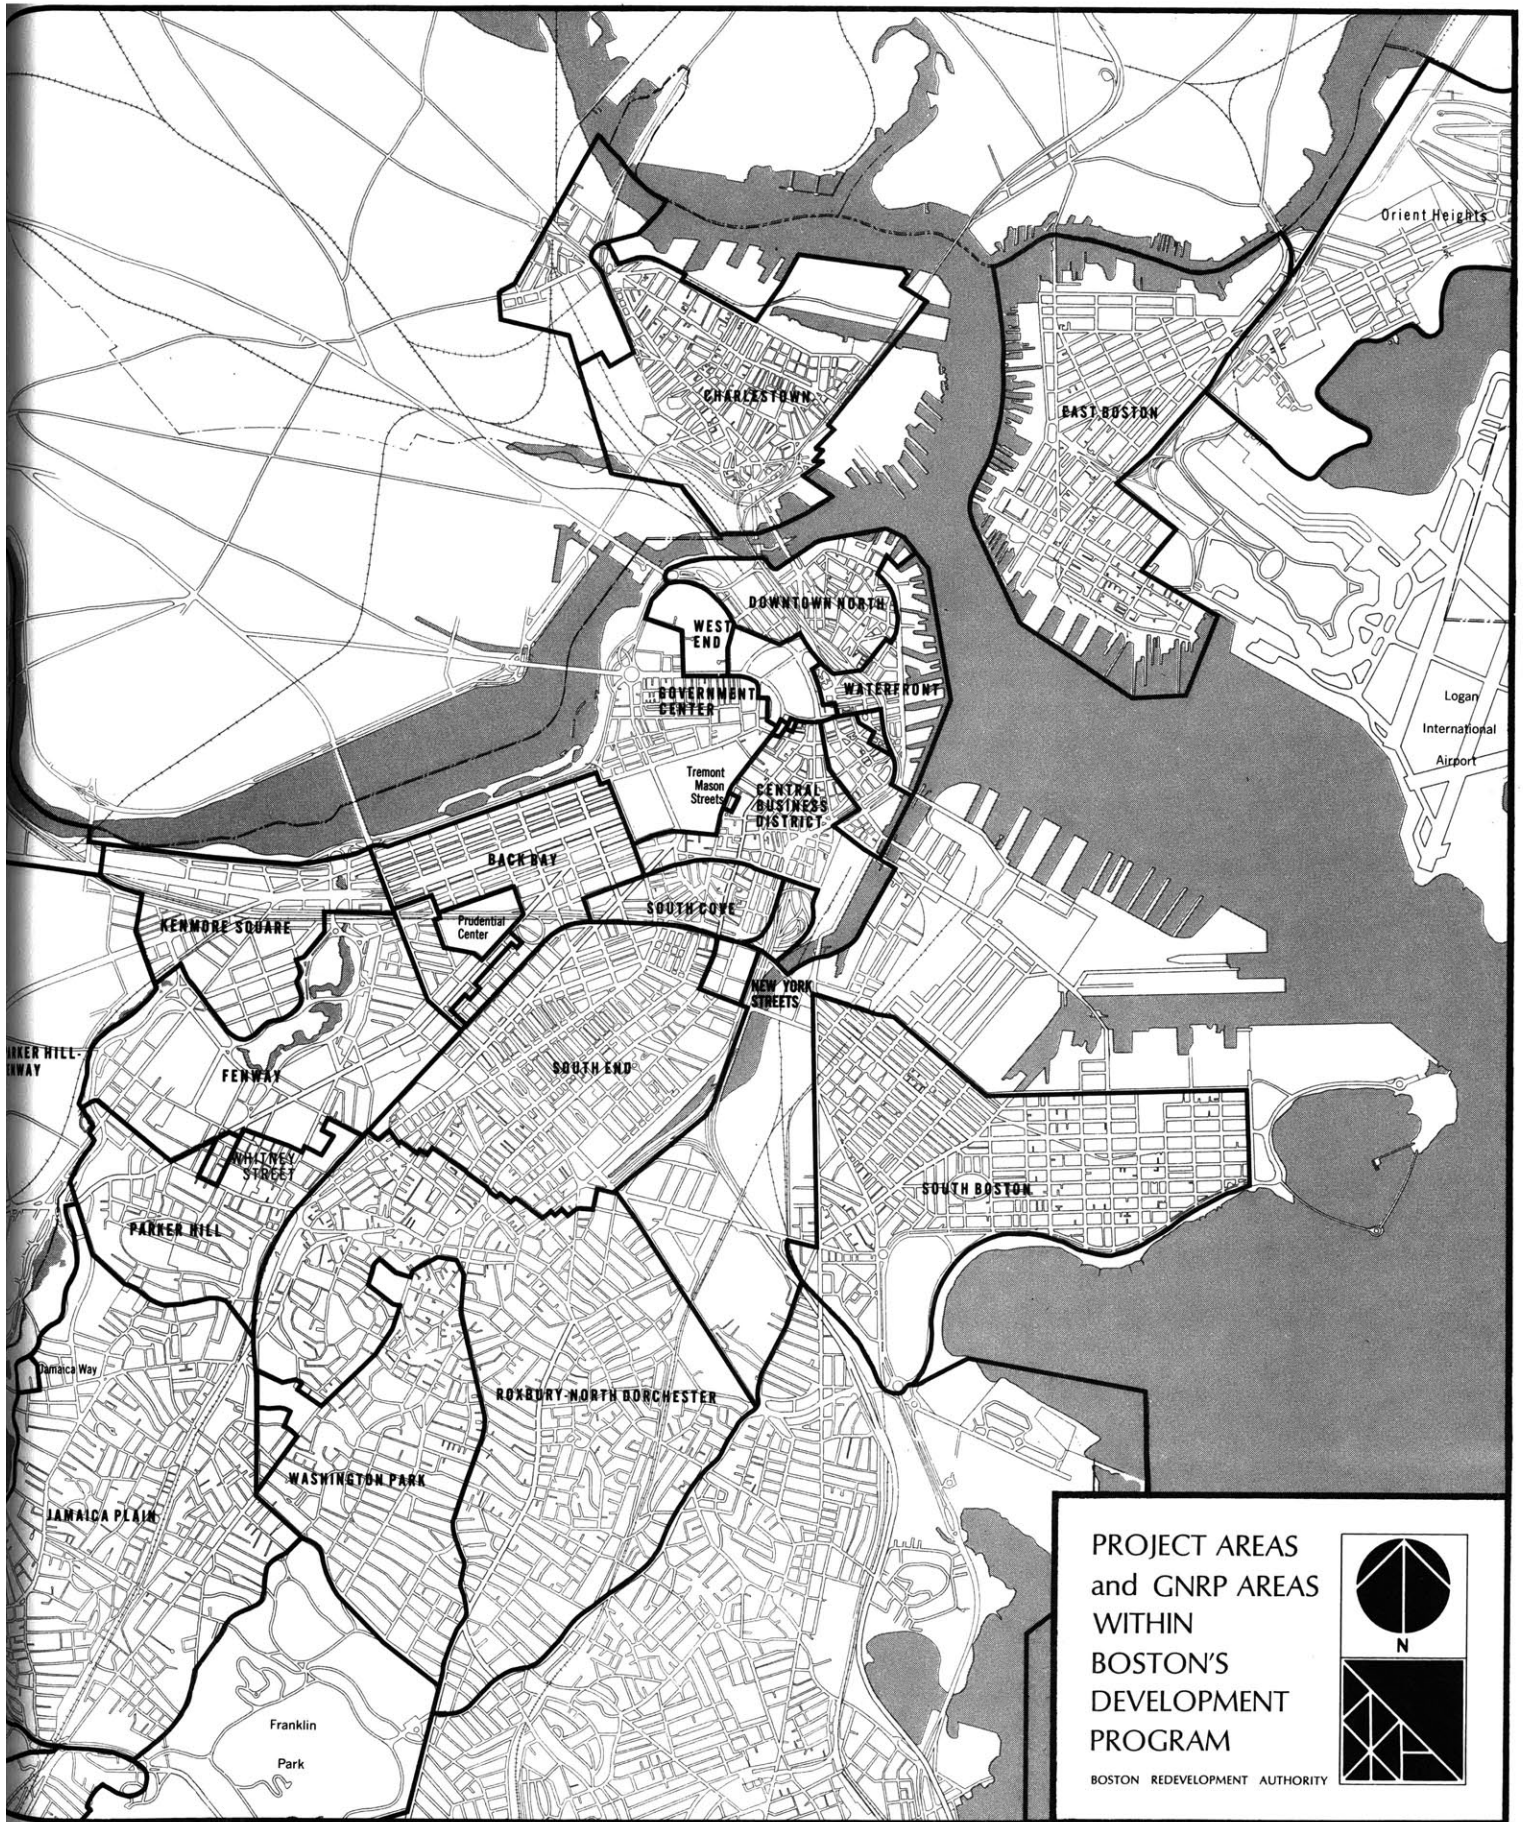 Orient Heights
CHARLESTOWN
EAST BOSTON
DOWNTOWN NORTH
WEST
END
GOVERNMENT
CENTER
WATERFRONT
Logan
International
Airport
Tremont
Mason
Streets
CENTRAL
BUSINESS
DISTRICT
BACK BAY
KENMORE SQUARE
Prudential
Center
SOUTH COVE
NEW YORK
STREETS
FENWAY
SOUTH END
WHITNEY
STREET
SOUTH BOSTON
PARKER HILL
Jamaica Way
ROXBURY-NORTH DORCHESTER
WASHINGTON PARK
JAMAICA PLAIN
Franklin
Park
PROJECT AREAS
and GNRP AREAS
WITHIN
BOSTON'S
DEVELOPMENT
PROGRAM
N
BOSTON REDEVELOPMENT AUTHORITY